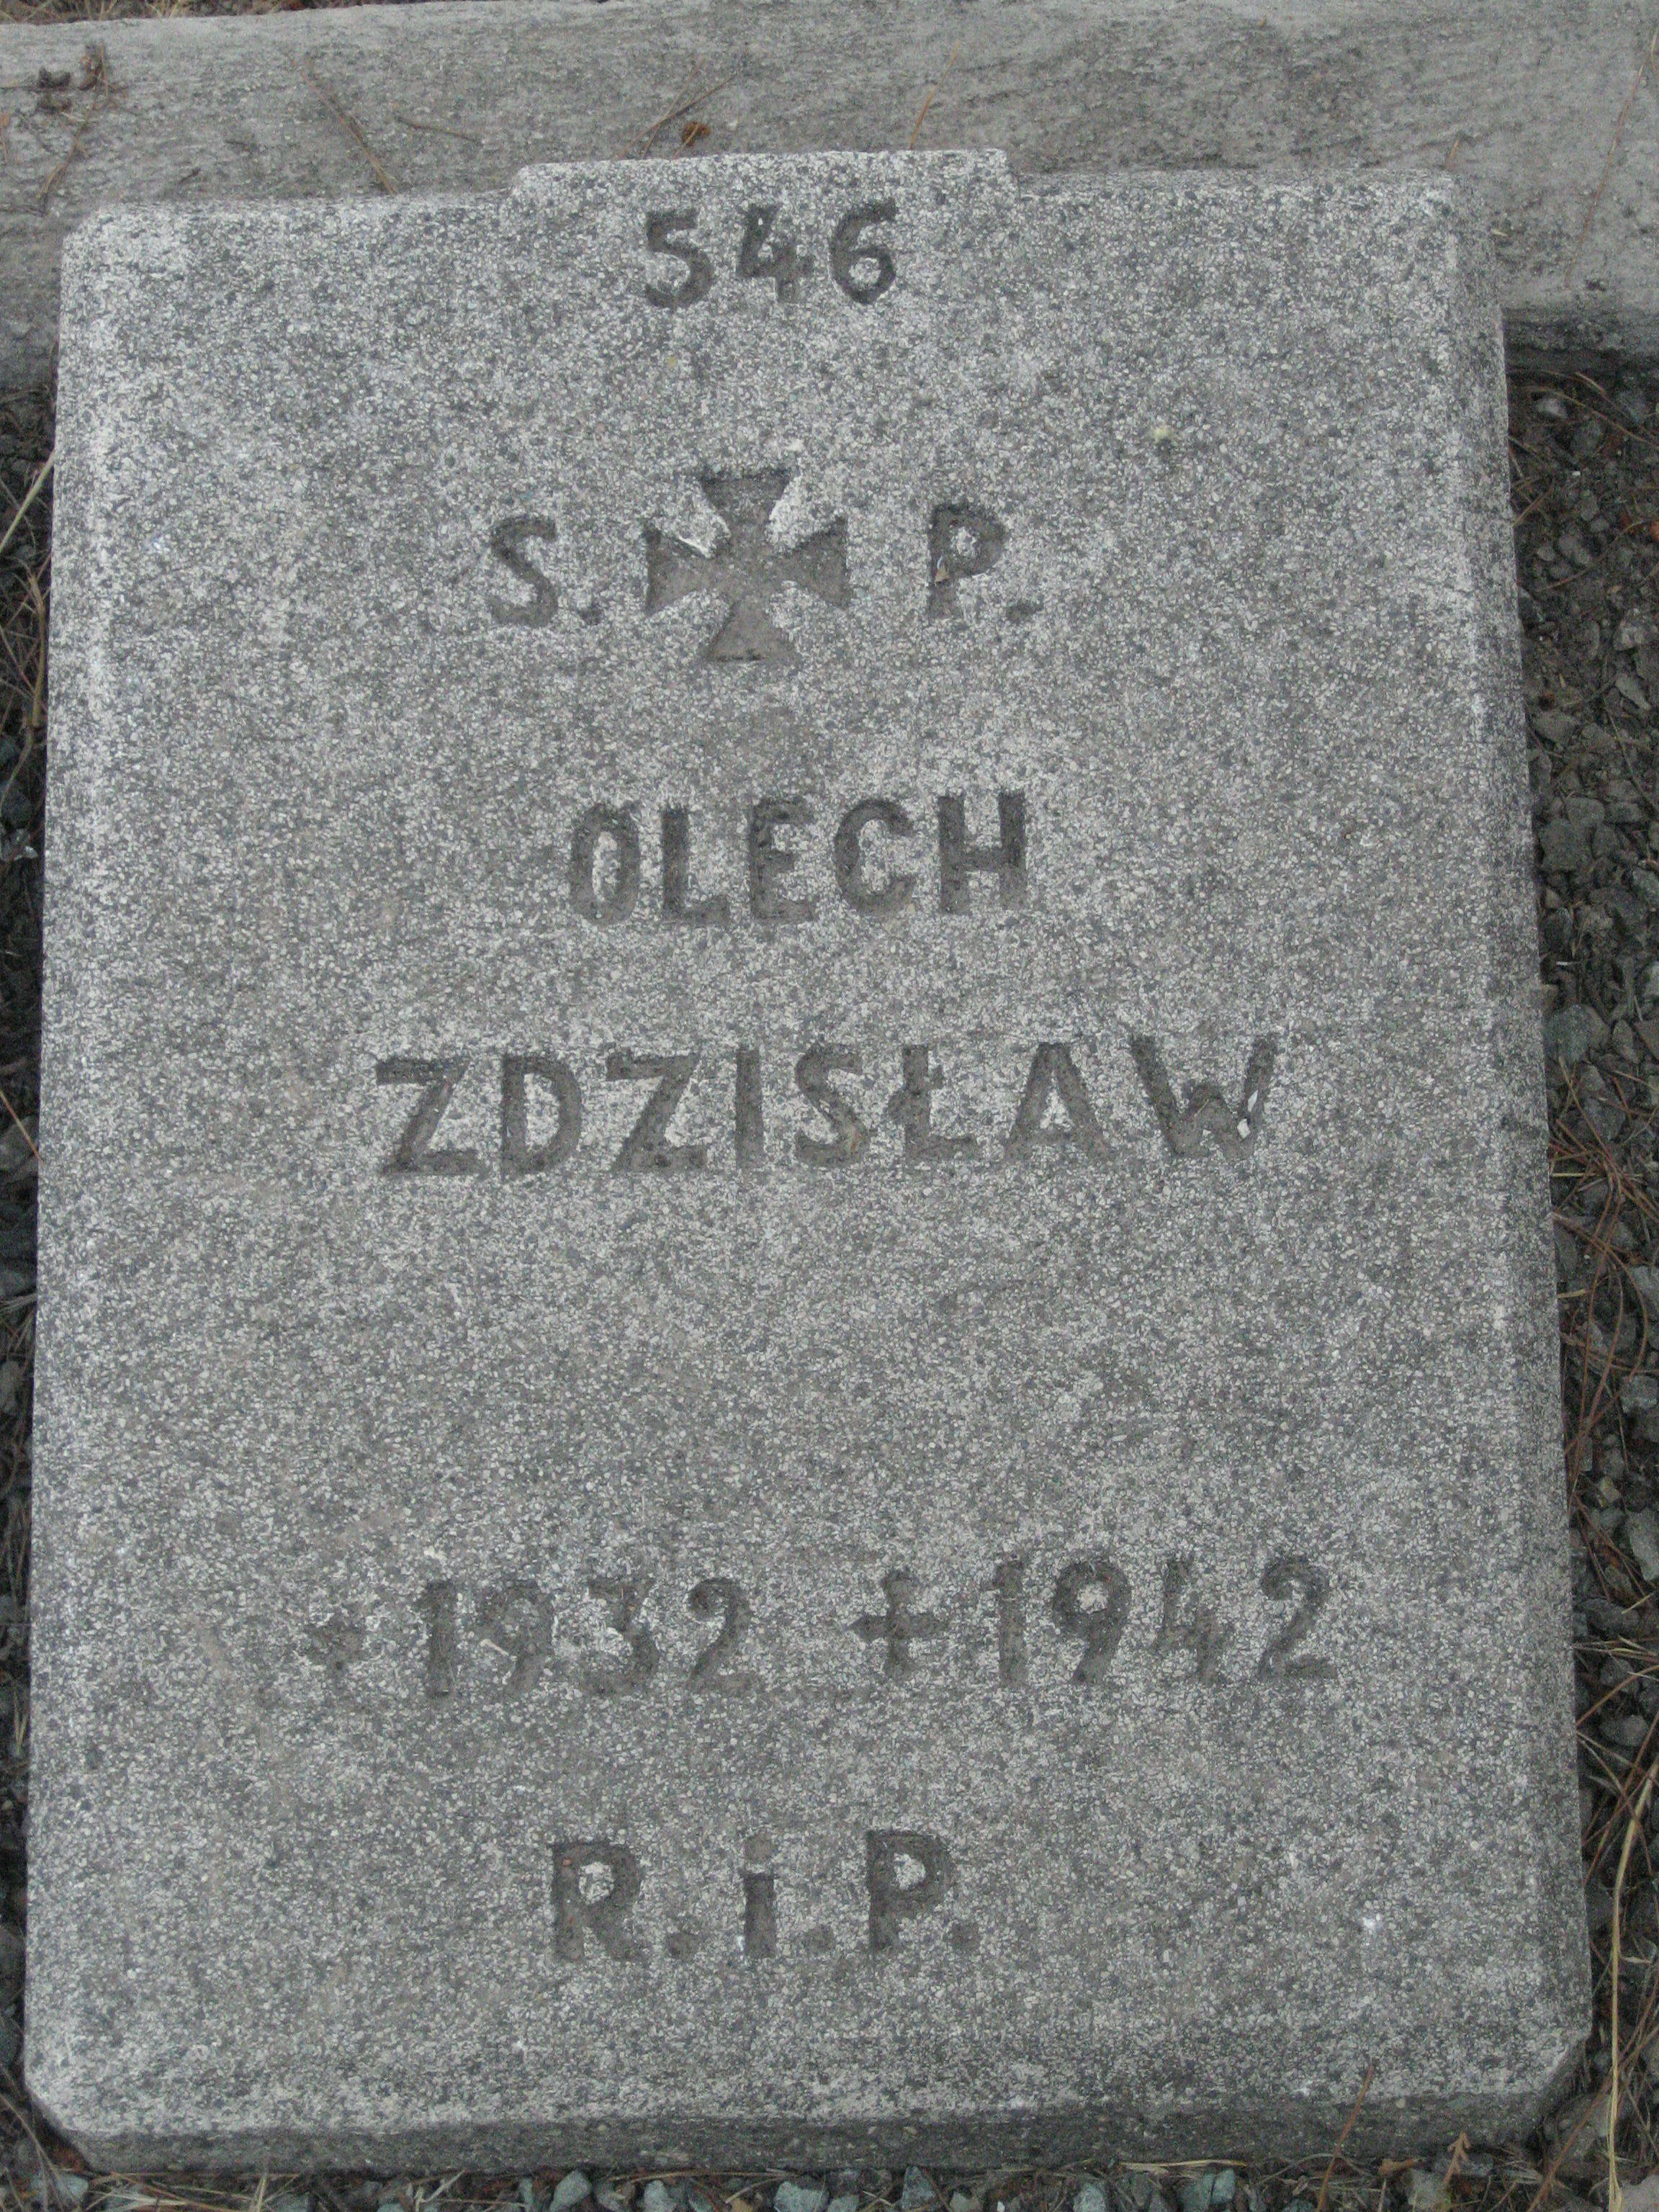 546
S. P.
OLECH
ZDZISŁAW
* 1932 + 1942
R.i.P.